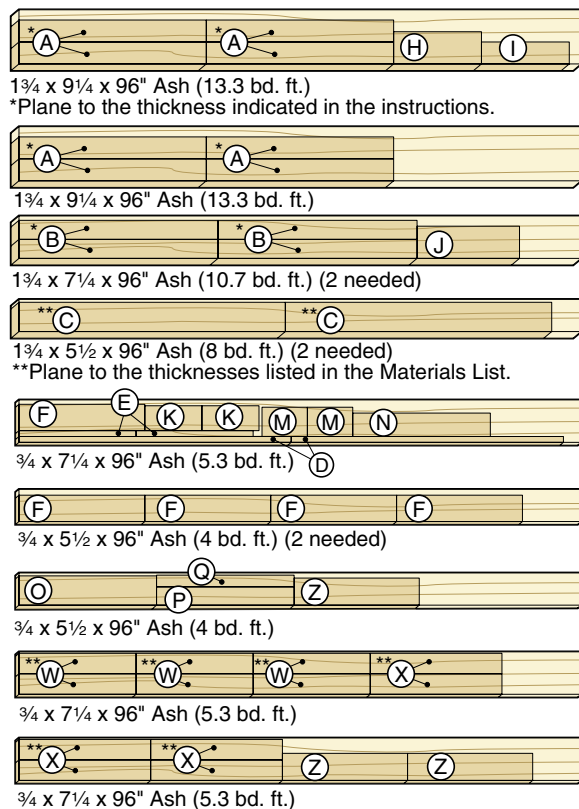 * A * A H I
1¾ x 9¼ x 96" Ash (13.3 bd. ft.)
*Plane to the thickness indicated in the instructions.
* A * A
1¾ x 9¼ x 96" Ash (13.3 bd. ft.)
* B * B J
1¾ x 7¼ x 96" Ash (10.7 bd. ft.) (2 needed)
** C ** C
1¾ x 5½ x 96" Ash (8 bd. ft.) (2 needed)
**Plane to the thicknesses listed in the Materials List.
F E K K M M N
¾ x 7¼ x 96" Ash (5.3 bd. ft.) D
F F F F
¾ x 5½ x 96" Ash (4 bd. ft.) (2 needed)
O Q P Z
¾ x 5½ x 96" Ash (4 bd. ft.)
** W ** W ** W ** X
¾ x 7¼ x 96" Ash (5.3 bd. ft.)
** X ** X Z Z
¾ x 7¼ x 96" Ash (5.3 bd. ft.)